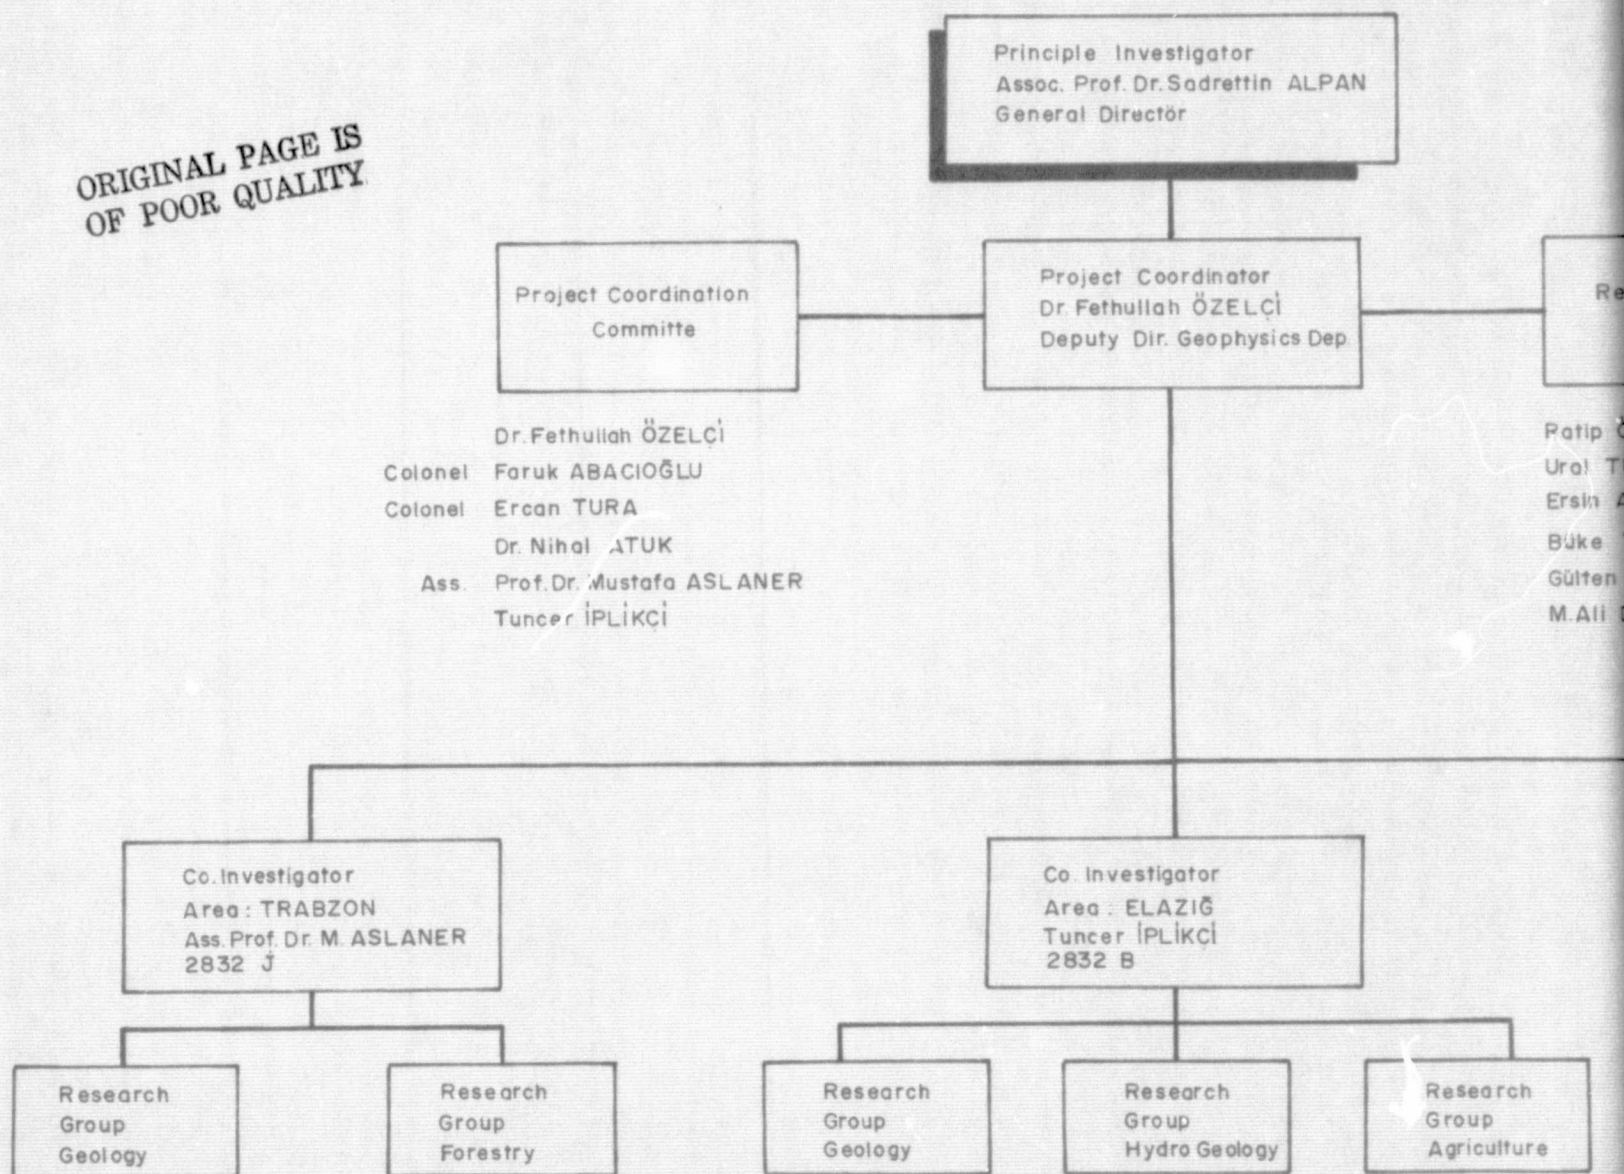 Principle Investigator
Assoc. Prof. Dr. Sadrettin ALPAN
General Directör
ORIGINAL PAGE IS
OF POOR QUALITY
Project Coordination
Committe
Project Coordinator
Dr. Fethullah ÖZELÇİ
Deputy Dir. Geophysics Dep.
Dr. Fethullah ÖZELÇİ
Colonel Faruk ABACIOĞLU
Colonel Ercan TURA
Dr. Nihal ATUK
Ass. Prof. Dr. Mustafa ASLANER
Tuncer İPLİKÇİ
Ratip
Ural
Ersin
Büke
Gülten
M. Ali
Co. Investigator
Area : TRABZON
Ass. Prof. Dr. M. ASLANER
2832 J
Co. Investigator
Area : ELAZIĞ
Tuncer İPLİKÇİ
2832 B
Research
Group
Geology
Research
Group
Forestry
Research
Group
Geology
Research
Group
Hydro Geology
Research
Group
Agriculture